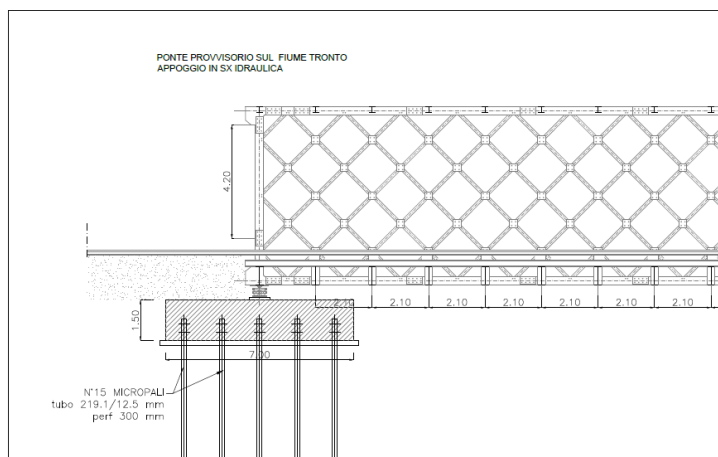 PONTE PROVVISORIO SUL FIUME TRONTO
APPOGGIO IN SX IDRAULICA
4.20
2.10
2.10
2.10
2.10
2.10
2.10
2.10
1.50
7.00
N°15 MICROPALI
tubo 219.1/12.5 mm
perf 300 mm